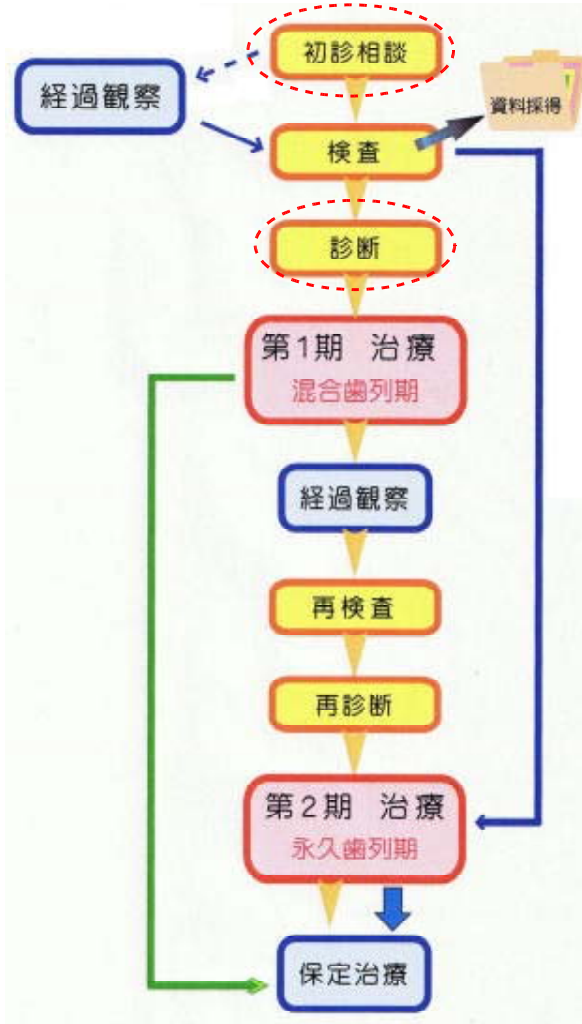 初診相談
経過観察
資料採得
検査
診断
第1期 治療
混合歯列期
経過観察
再検査
再診断
第2期 治療
永久歯列期
保定治療